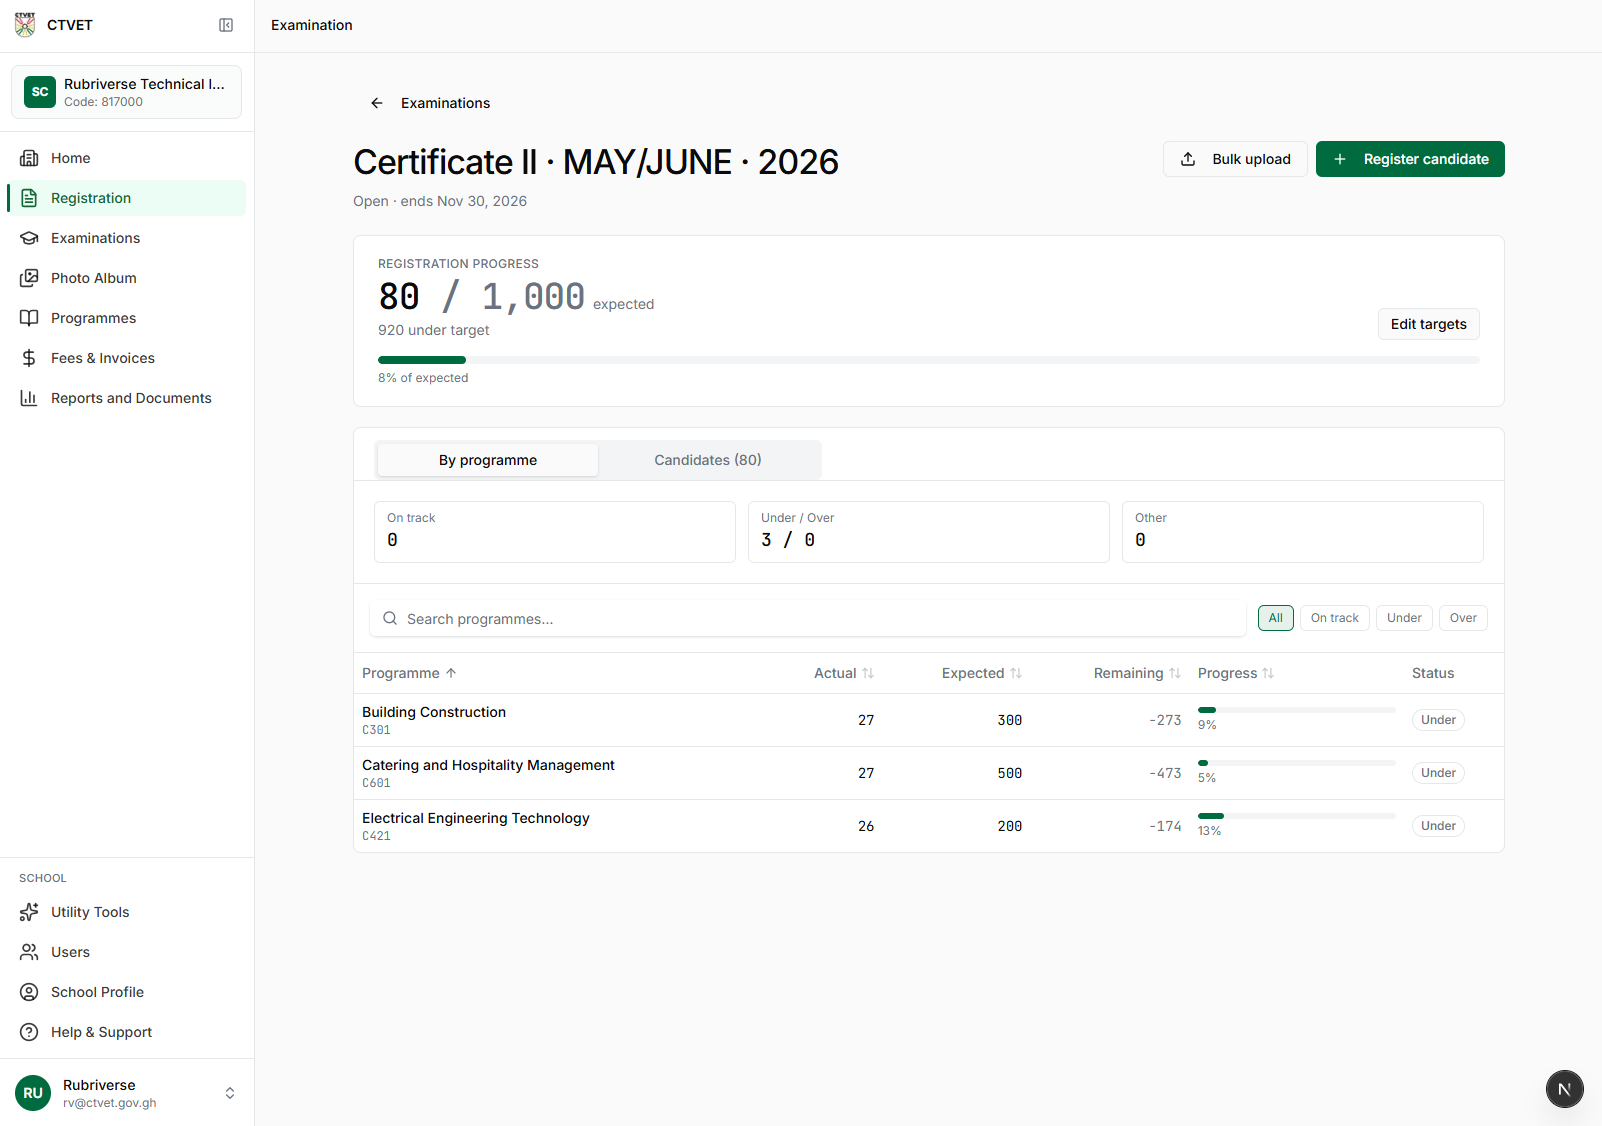 CTVET
Examination
SC
Rubriverse Technical I...
Code: 817000
Home
Registration
Examinations
Photo Album
Programmes
Fees & Invoices
Reports and Documents
SCHOOL
Utility Tools
Users
School Profile
Help & Support
RU
Rubriverse
rv@ctvet.gov.gh
Examinations
Certificate II · MAY/JUNE · 2026
Open · ends Nov 30, 2026
Bulk upload
Register candidate
REGISTRATION PROGRESS
80 / 1,000 expected
920 under target
Edit targets
8% of expected
By programme
Candidates (80)
On track
0
Under / Over
3 / 0
Other
0
Search programmes...
All
On track
Under
Over
Programme Actual Expected Remaining Progress Status
Building Construction
C301
27 300 -273 9% Under
Catering and Hospitality Management
C601
27 500 -473 5% Under
Electrical Engineering Technology
C421
26 200 -174 13% Under
N